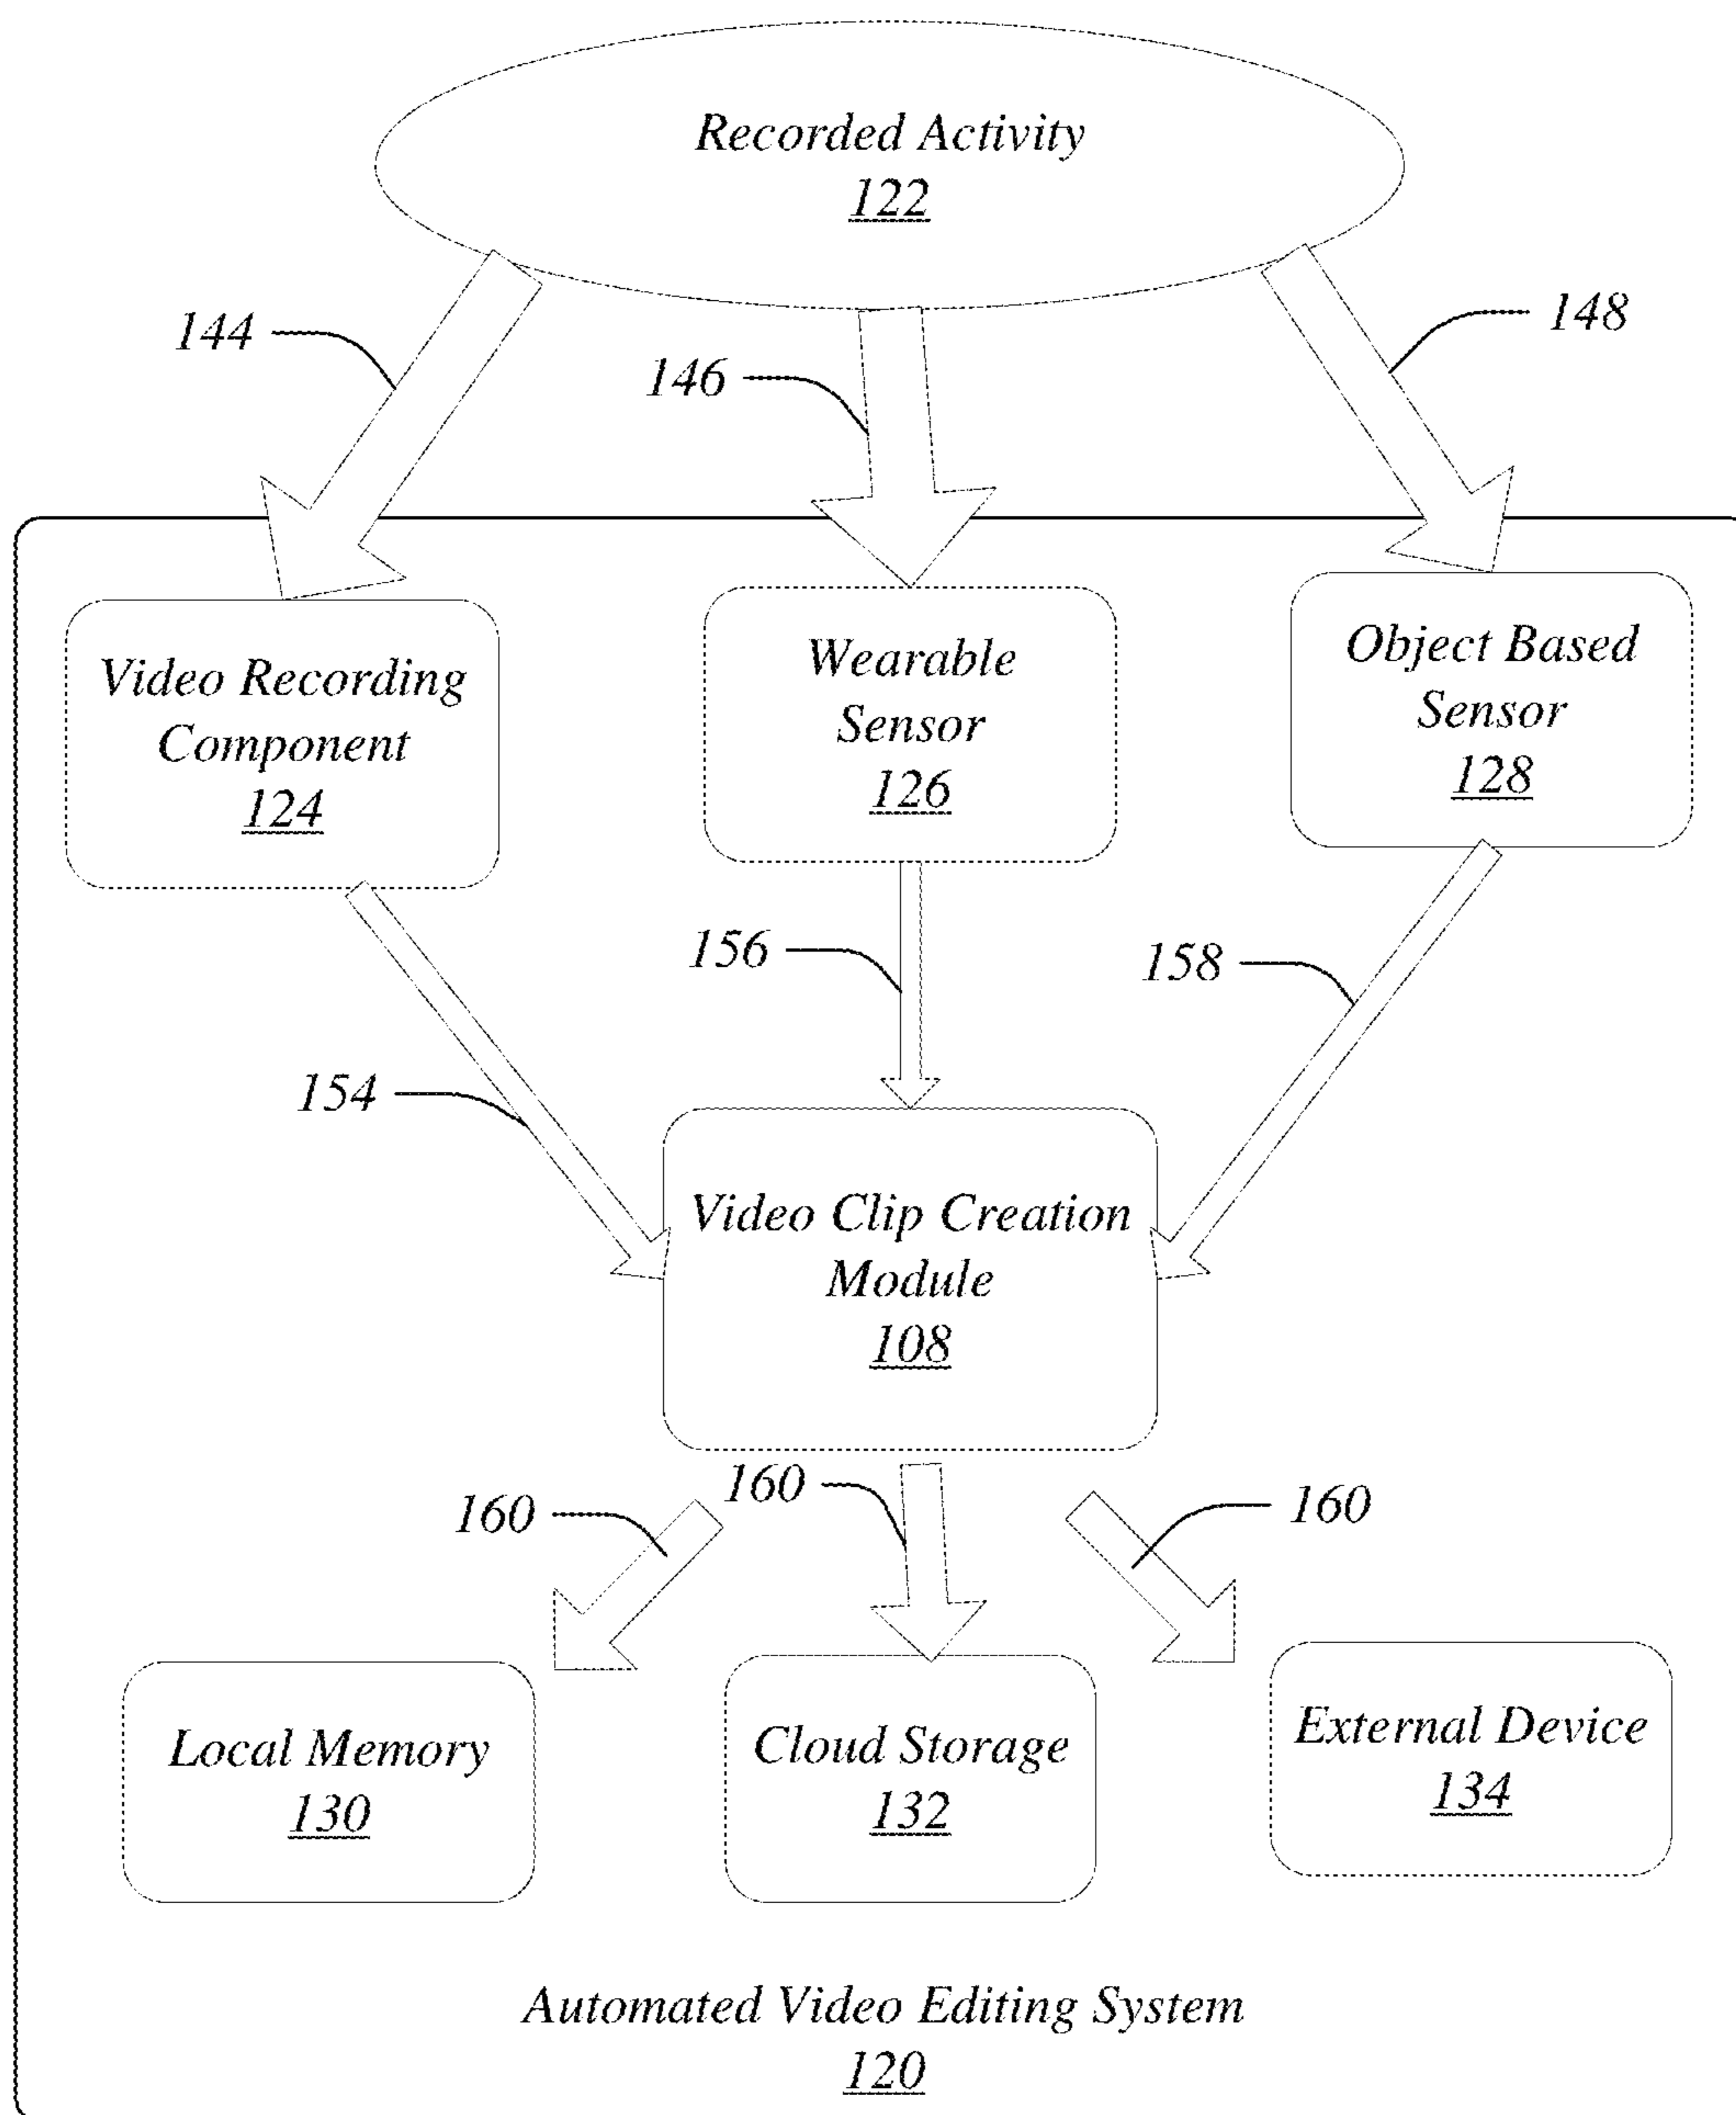 Recorded Activity
122
144
146
148
Video Recording
Component
124
Wearable
Sensor
126
Object Based
Sensor
128
154
156
158
Video Clip Creation
Module
108
160
160
160
Local Memory
130
Cloud Storage
132
External Device
134
Automated Video Editing System
120